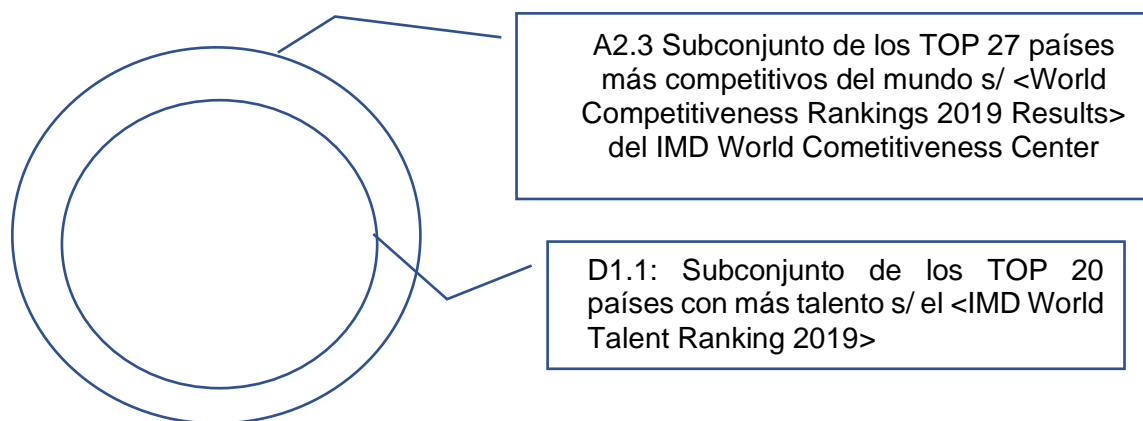 A2.3 Subconjunto de los TOP 27 países
más competitivos del mundo s/ <World
Competitiveness Rankings 2019 Results>
del IMD World Cometitiveness Center
D1.1: Subconjunto de los TOP 20
países con más talento s/ el <IMD World
Talent Ranking 2019>